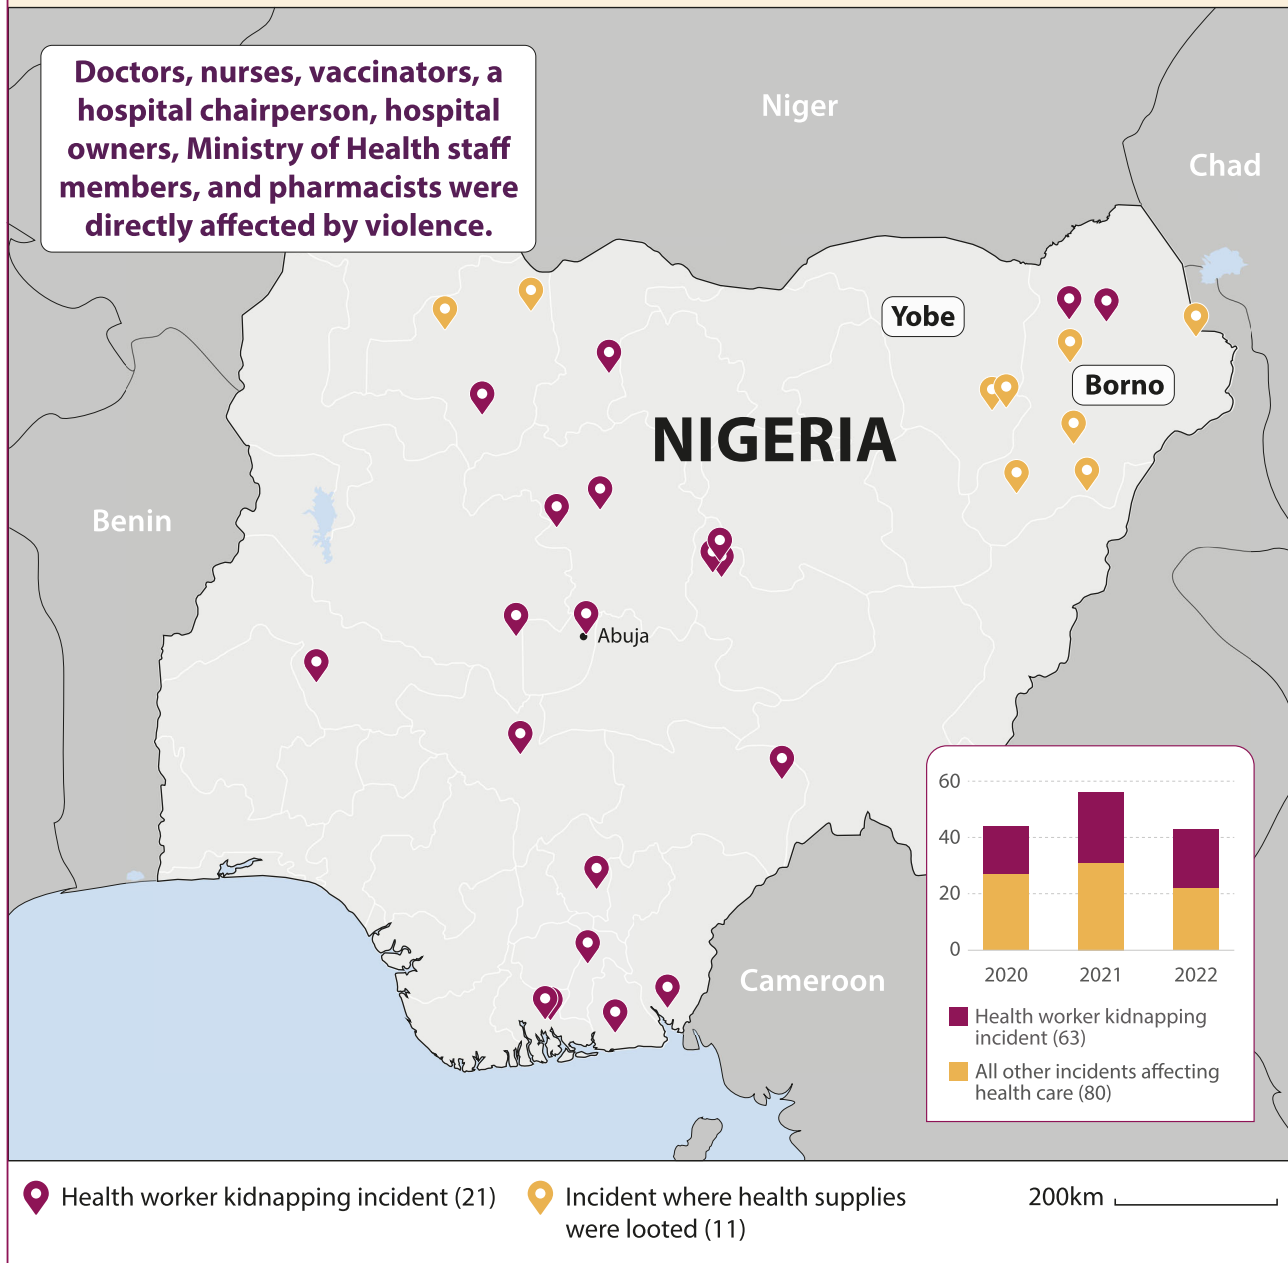 Doctors, nurses, vaccinators, a
hospital chairperson, hospital
owners, Ministry of Health staff
members, and pharmacists were
directly affected by violence.
Niger
Chad
Yobe
Borno
NIGERIA
Benin
Abuja
Cameroon
60
40
20
0
2020 2021 2022
Health worker kidnapping
incident (63)
All other incidents affecting
health care (80)
Health worker kidnapping incident (21)
Incident where health supplies
were looted (11)
200km